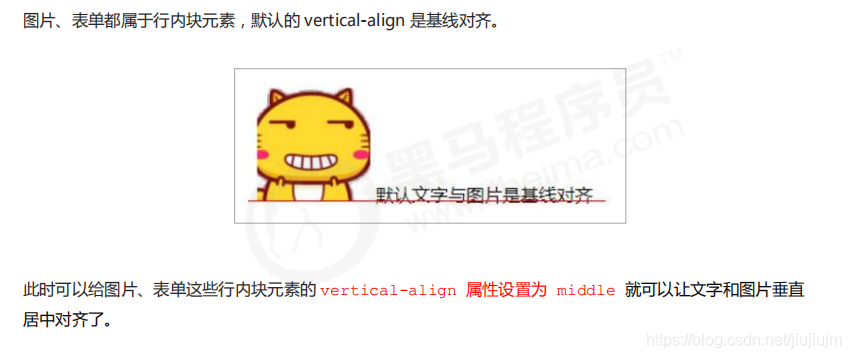 图片、表单都属于行内块元素，默认的 vertical-align 是基线对齐。
黑马程序员™
www.itheima.com
默认文字与图片是基线对齐
此时可以给图片、表单这些行内块元素的 vertical-align 属性设置为 middle 就可以让文字和图片垂直
居中对齐了。
https://blog.csdn.net/jiujiujm